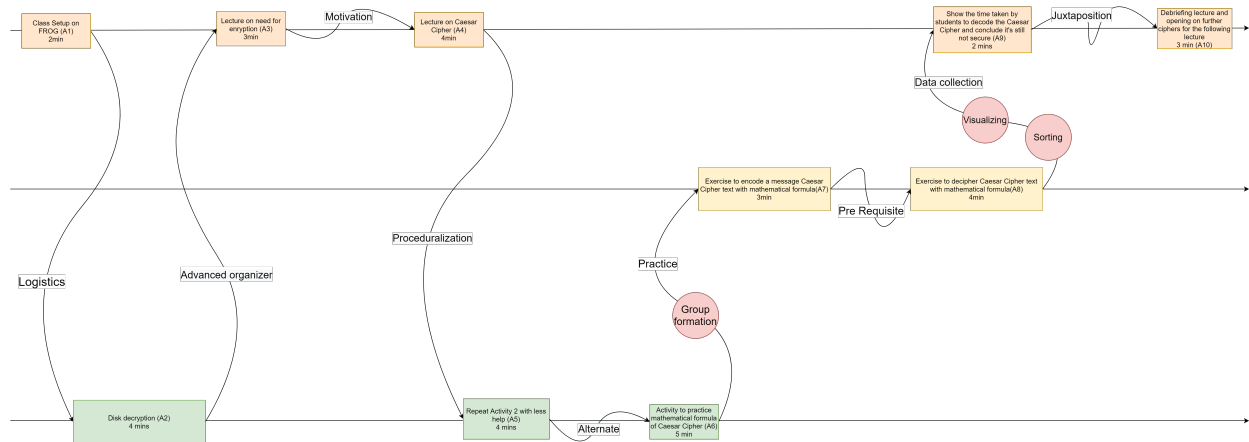 Class Setup on
FROG (A1)
2min
Lecture on need for
enryption (A3)
3min
Motivation
Lecture on Caesar
Cipher (A4)
4min
Show the time taken by
students to decode the Caesar
Cipher and conclude it's still
not secure (A9)
2 mins
Juxtaposition
Debriefing lecture and
opening on further
ciphers for the following
lecture
3 min (A10)
Data collection
Visualizing
Sorting
Exercise to encode a message Caesar
Cipher text with mathematical formula(A7)
3min
Pre Requisite
Exercise to decipher Caesar Cipher text
with mathematical formula(A8)
4min
Logistics
Advanced organizer
Proceduralization
Practice
Group
formation
Disk decryption (A2)
4 mins
Repeat Activity 2 with less
help (A5)
4 mins
Alternate
Activity to practice
mathematical formula
of Caesar Cipher (A6)
5 min